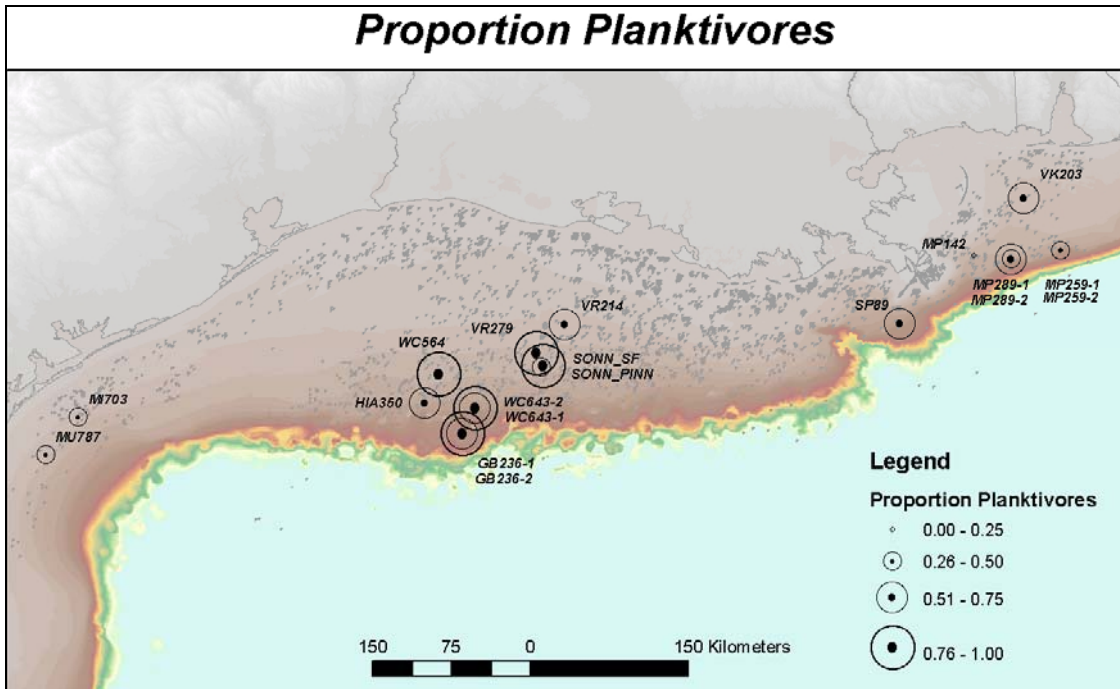 Proportion Planktivores
VK203
MP142
MP289-1
MP289-2
MP259-1
MP259-2
SP89
VR214
VR279
SONN_SF
SONN_PINN
WC564
HIA350
WC643-2
WC643-1
GB236-1
GB236-2
MI703
MU787
Legend
Proportion Planktivores
0.00 - 0.25
0.26 - 0.50
0.51 - 0.75
0.76 - 1.00
150 75 0 150 Kilometers